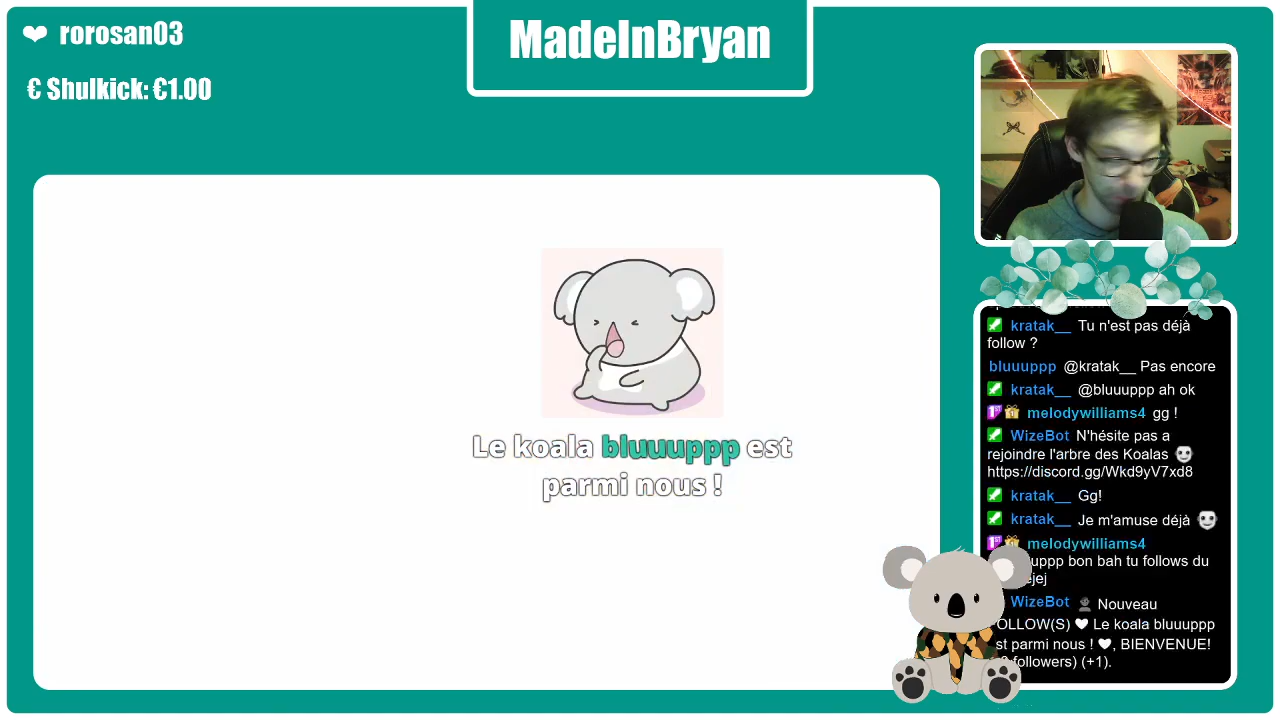 ❤ rorosan03
€ Shulkick: €1.00
MadeInBryan
Le koala bluuuppp est
parmi nous !
kratak__ Tu n'est pas déjà
follow ?
bluuuppp @kratak__ Pas encore
kratak__ @bluuuppp ah ok
melodywilliams4 gg !
WizeBot N'hésite pas a
rejoindre l'arbre des Koalas
https://discord.gg/Wkd9yV7xd8
kratak__ Gg!
kratak__ Je m'amuse déjà
melodywilliams4
uppp bon bah tu follows du
ejej
WizeBot Nouveau
OLLOW(S) ♥ Le koala bluuuppp
st parmi nous ! ♥, BIENVENUE!
followers) (+1).